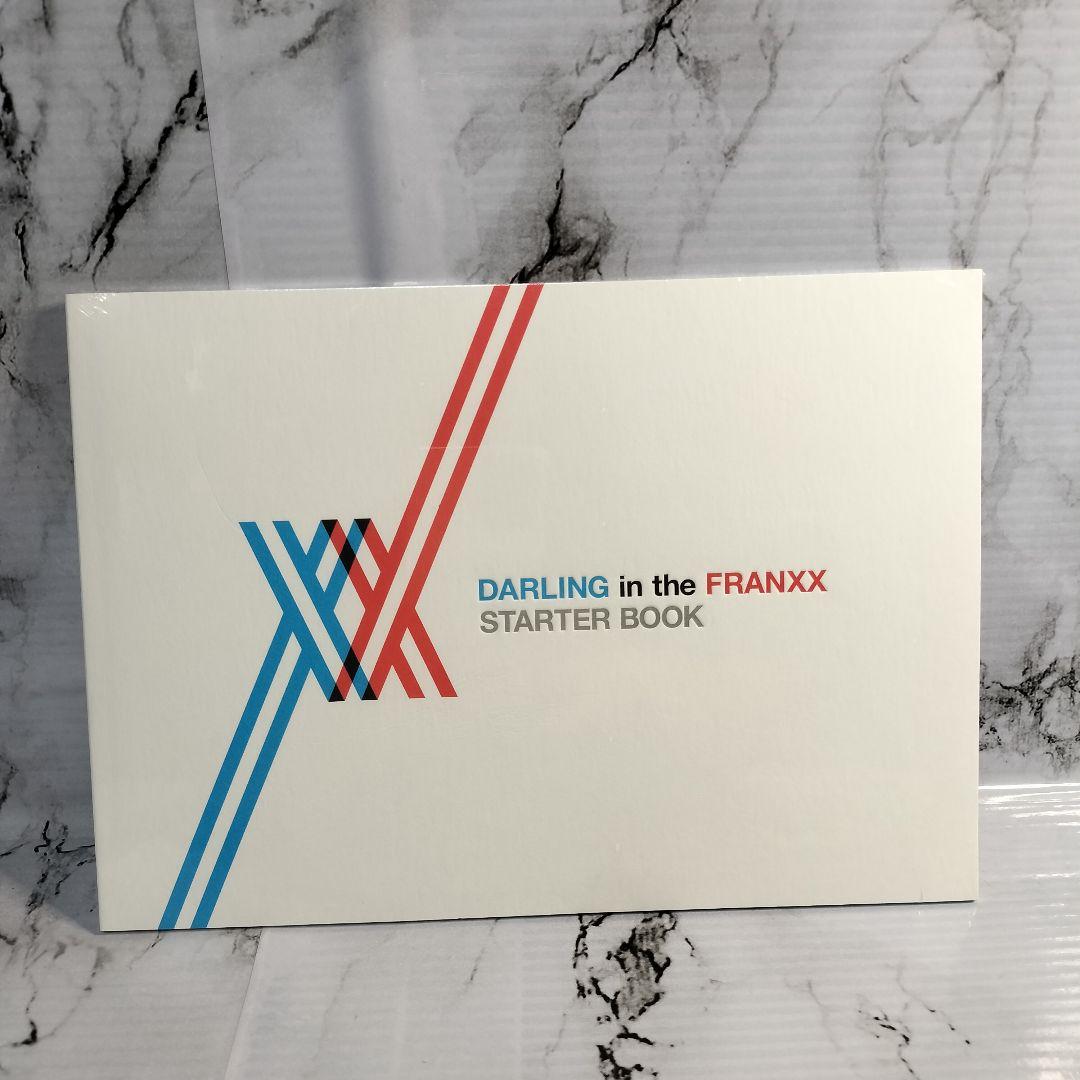 DARLING in the FRANXX
STARTER BOOK